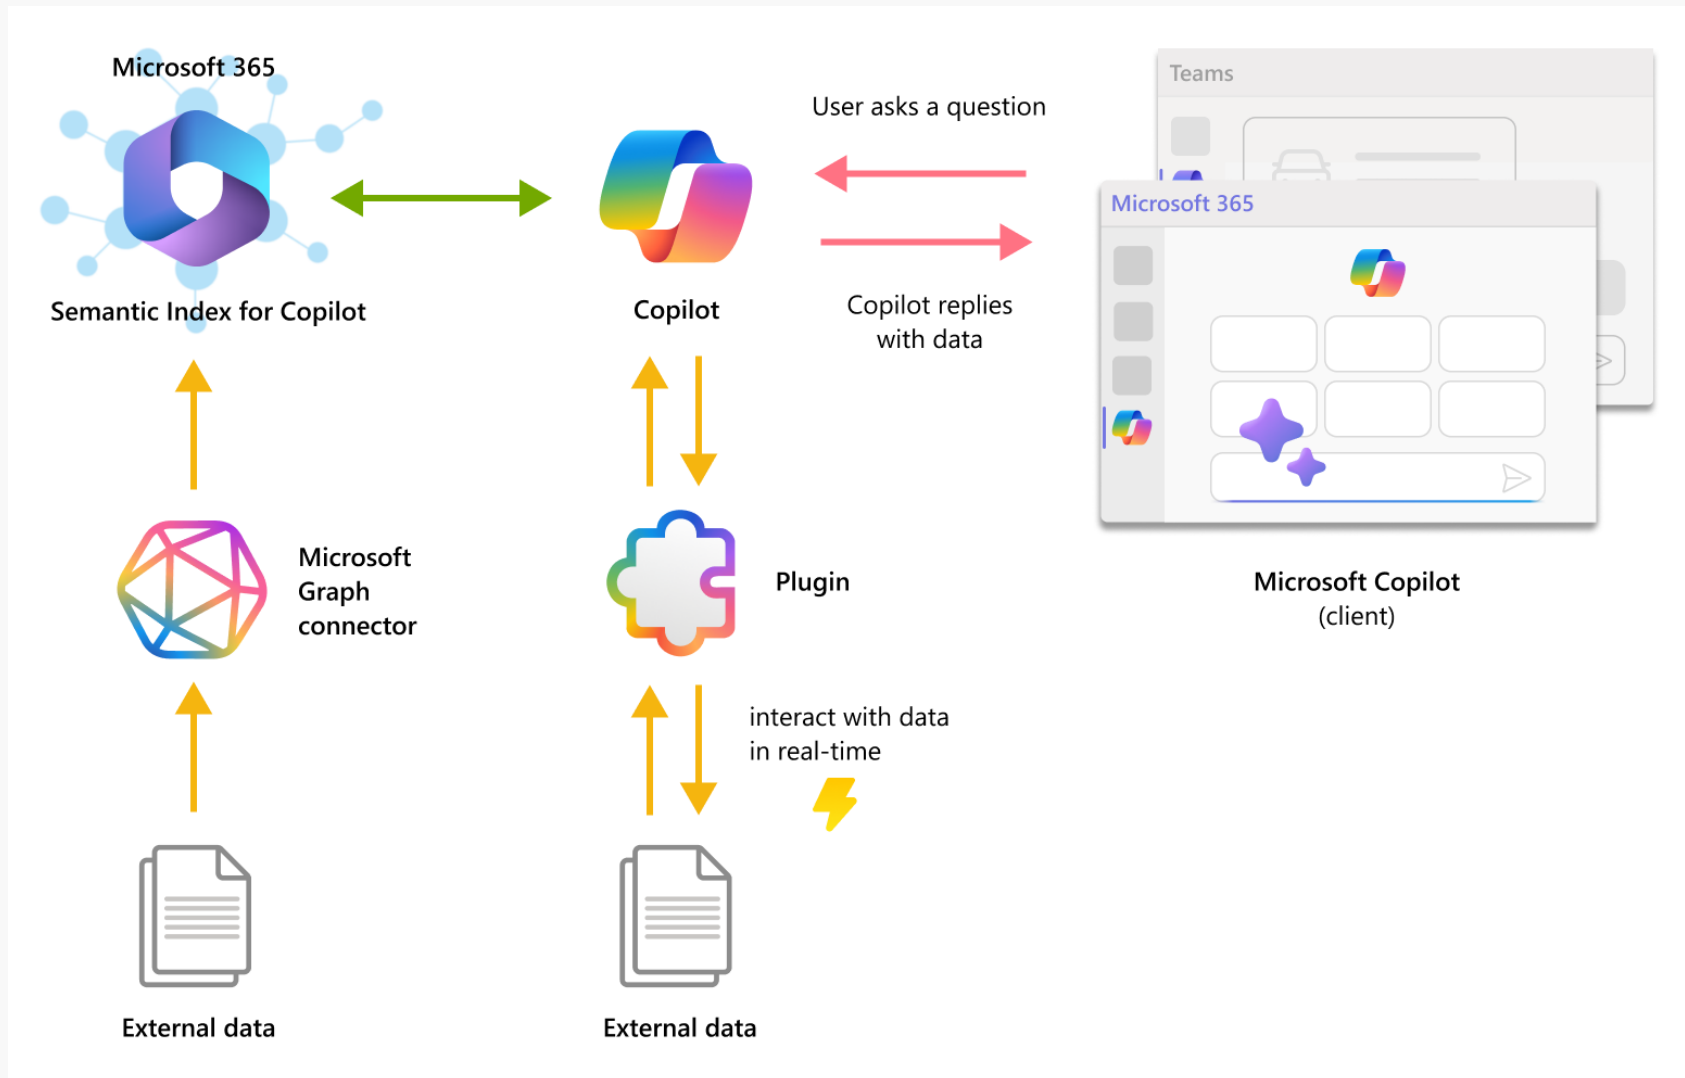 Microsoft 365
Semantic Index for Copilot
Copilot
User asks a question
Copilot replies
with data
Teams
Microsoft 365
Microsoft Copilot
(client)
Microsoft
Graph
connector
Plugin
interact with data
in real-time
External data
External data